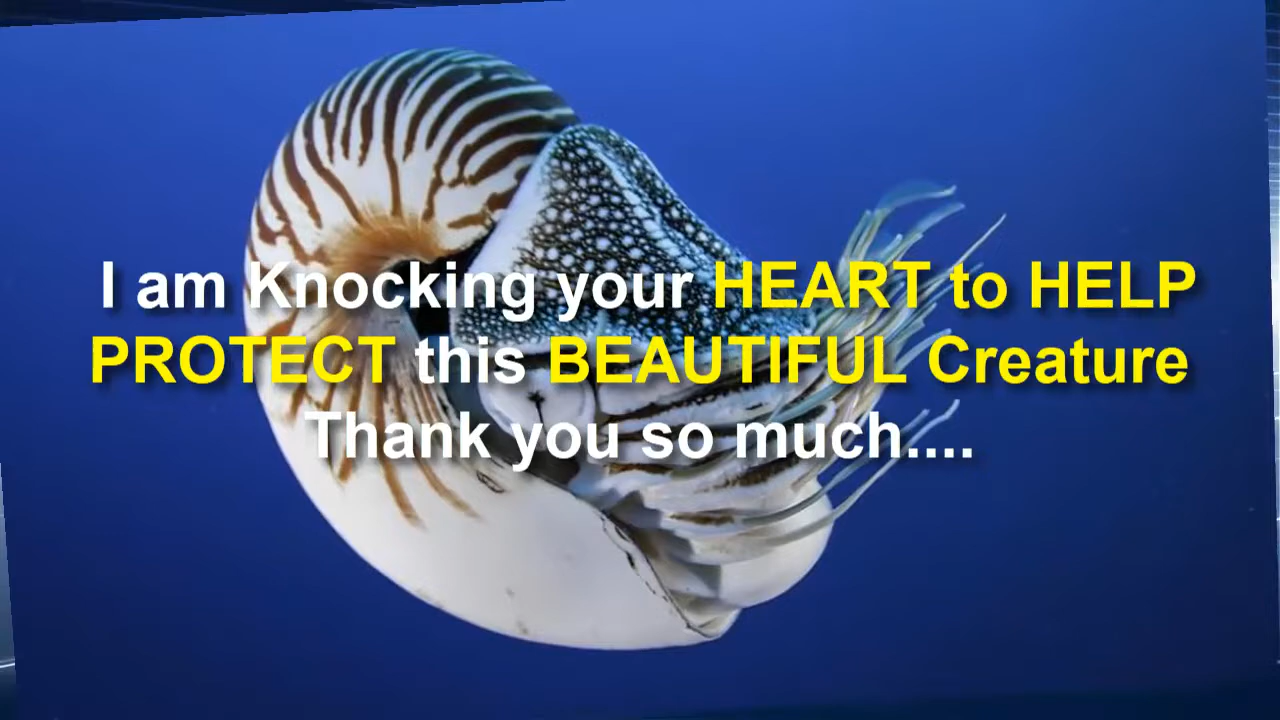 I am Knocking your HEART to HELP
PROTECT this BEAUTIFUL Creature
Thank you so much....